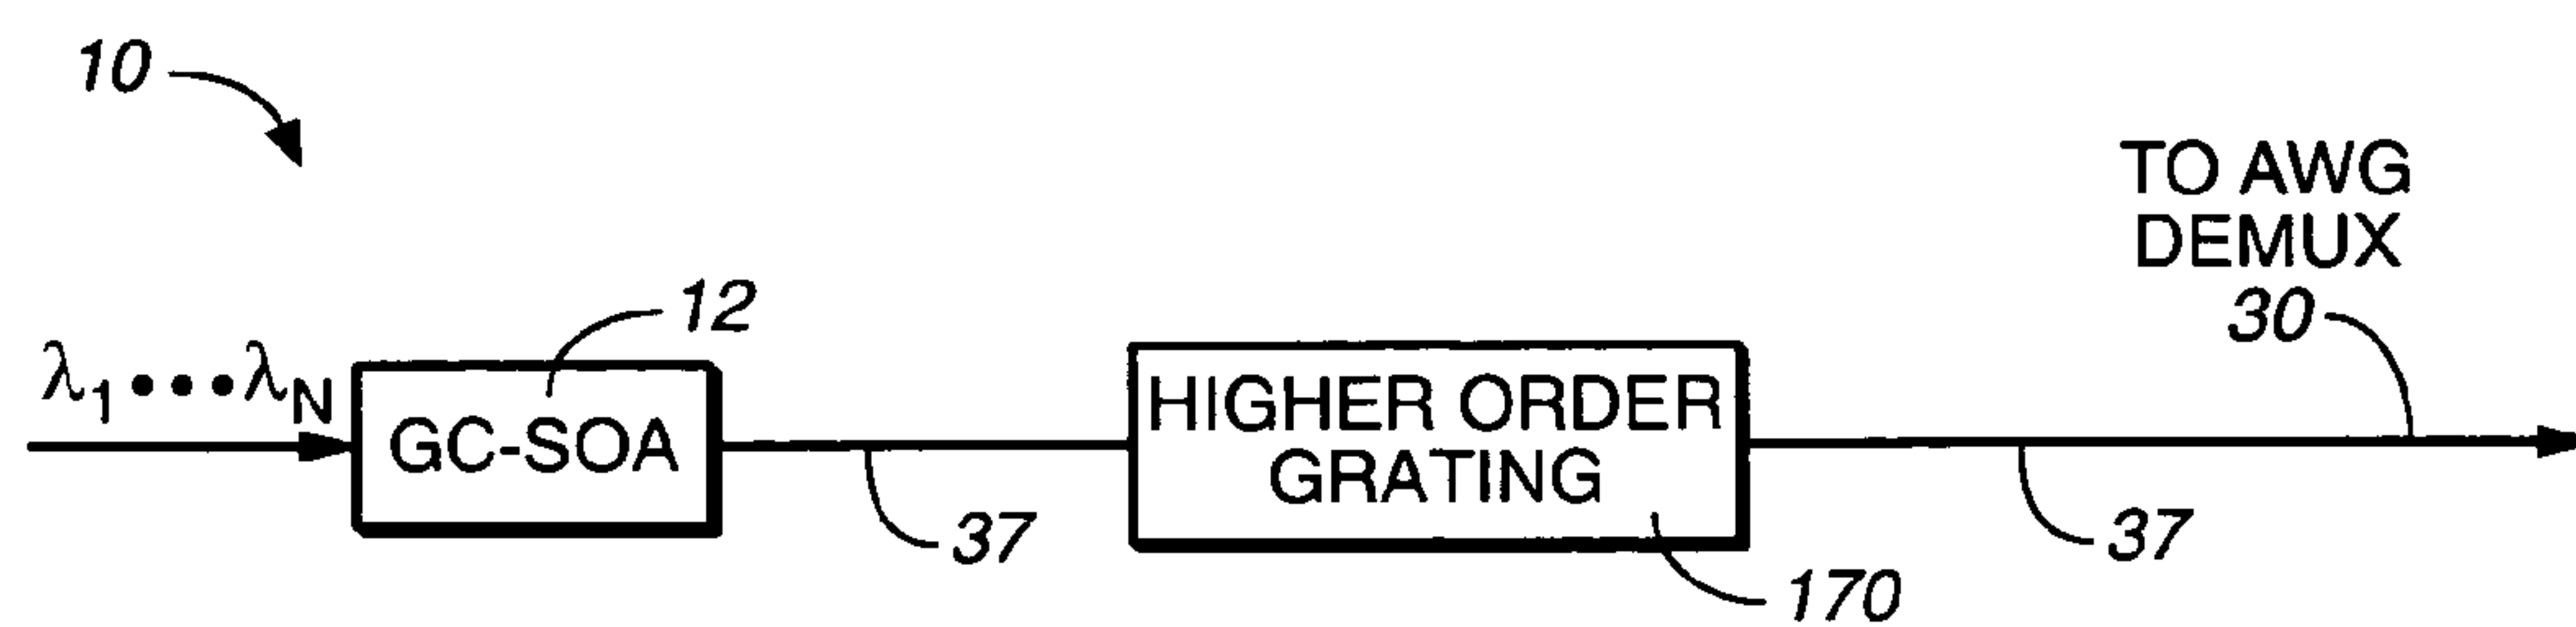 10
TO AWG
DEMUX
30
12
λ1•••λN
GC-SOA
HIGHER ORDER
GRATING
37
37
170